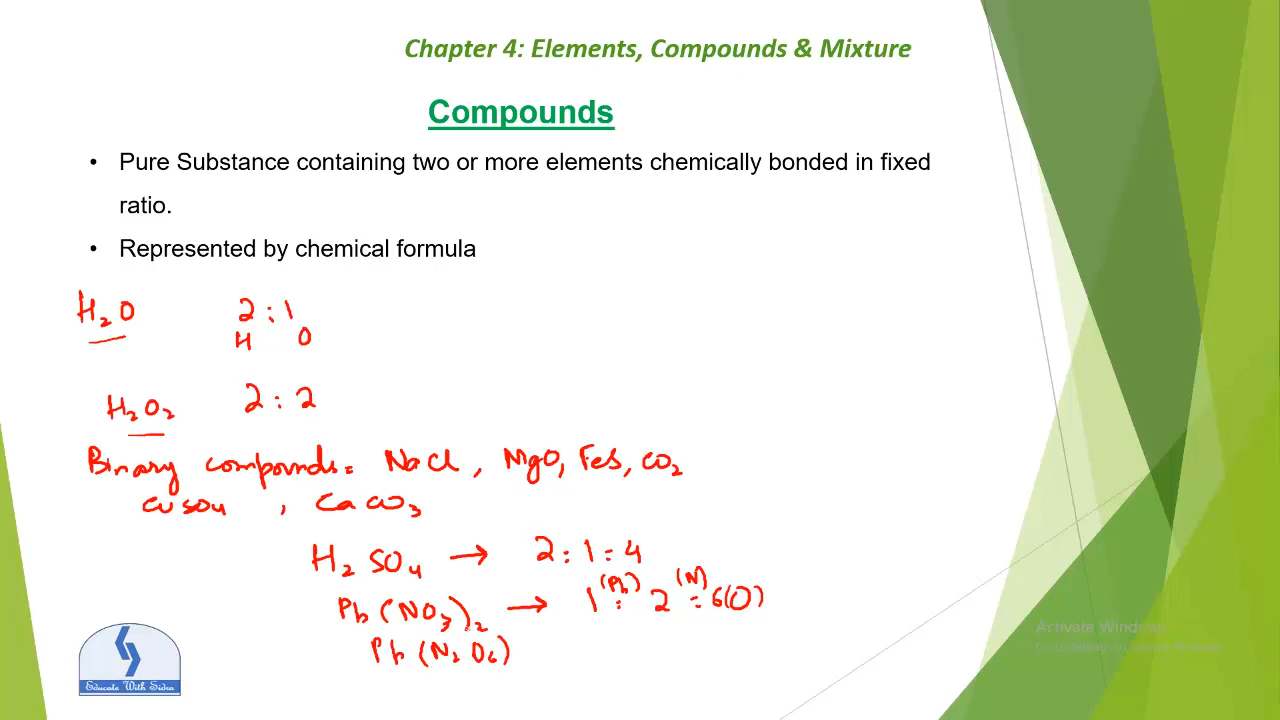 Chapter 4: Elements, Compounds & Mixture
Compounds
• Pure Substance containing two or more elements chemically bonded in fixed
ratio.
• Represented by chemical formula
H₂O 2 : 1
H O
H₂O₂ 2 : 2
Binary compounds = NaCl, MgO, FeS, CO₂
CuSO₄, CaCO₃
H₂SO₄ → 2 : 1 : 4
Pb(NO₃)₂ → 1 (Pb) : 2 (N) : 6(O)
Pb(N₂O₆)
Activate Windows
Educate With Sidra